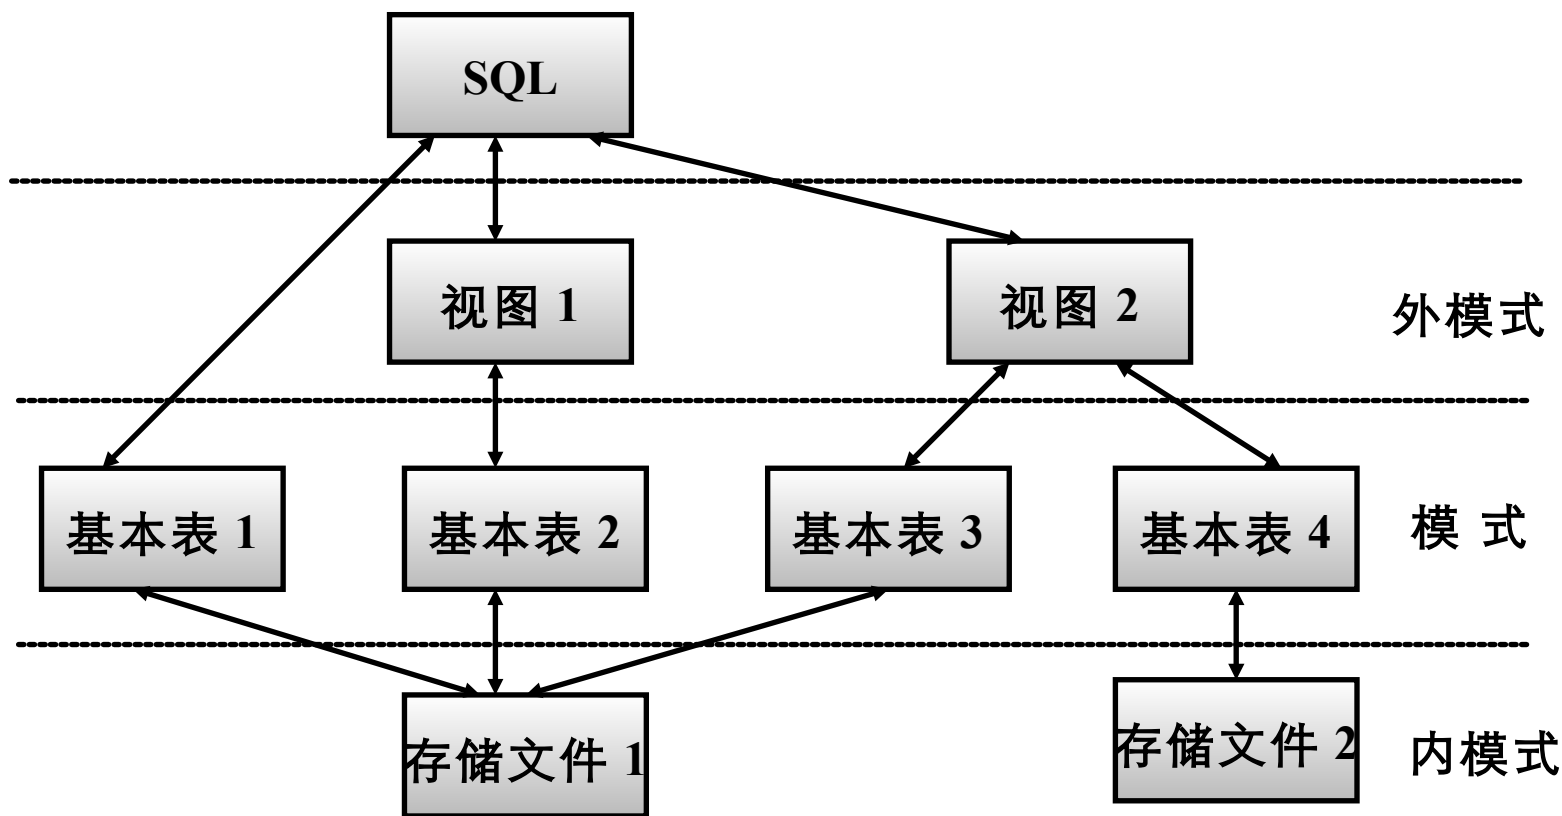 SQL
视图 1
视图 2
外模式
基本表 1
基本表 2
基本表 3
基本表 4
模 式
存储文件 1
存储文件 2
内模式